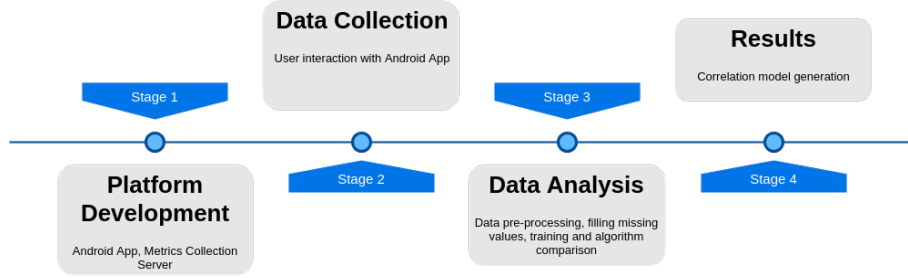 Stage 1
Platform
Development
Android App, Metrics Collection
Server
Data Collection
User interaction with Android App
Stage 2
Stage 3
Data Analysis
Data pre-processing, filling missing
values, training and algorithm
comparison
Results
Correlation model generation
Stage 4